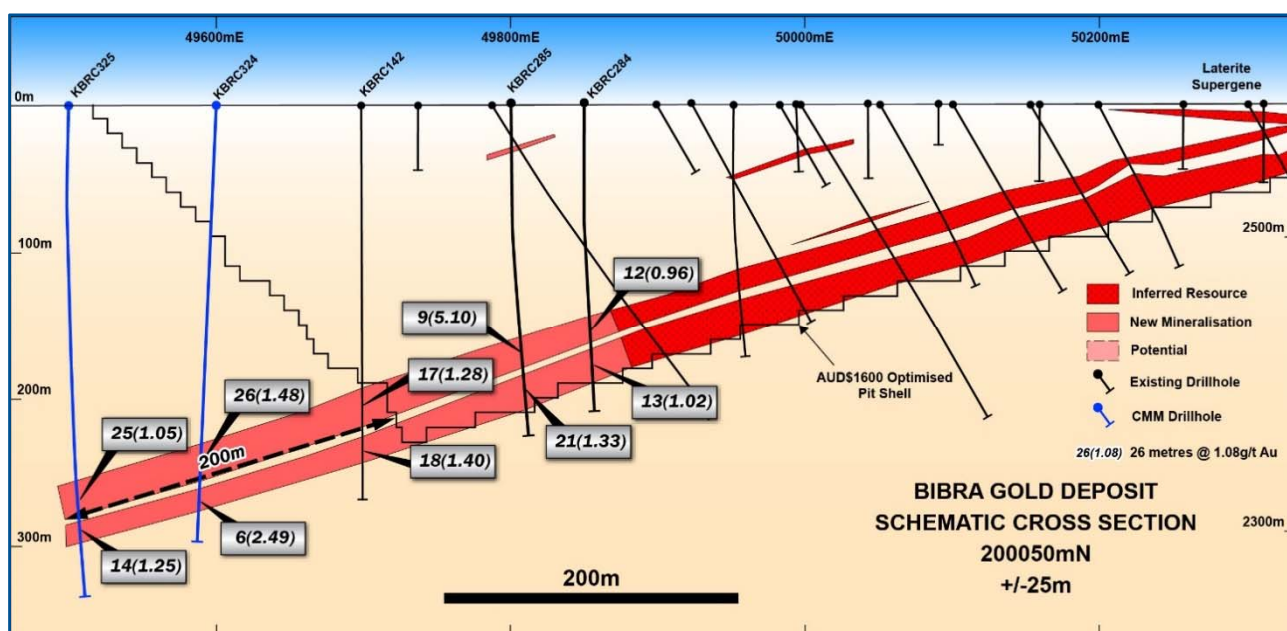 49600mE
49800mE
50000mE
50200mE
KBRC325
KBRC324
KBRC142
KBRC285
KBRC284
Laterite
Supergene
0m
100m
2500m
12(0.96)
9(5.10)
Inferred Resource
New Mineralisation
Potential
Existing Drillhole
CMM Drillhole
26(1.08) 26 metres @ 1.08g/t Au
AUD$1600 Optimised
Pit Shell
17(1.28)
13(1.02)
200m
26(1.48)
25(1.05)
200m
21(1.33)
18(1.40)
6(2.49)
14(1.25)
300m
2300m
BIBRA GOLD DEPOSIT
SCHEMATIC CROSS SECTION
200050mN
+/-25m
200m